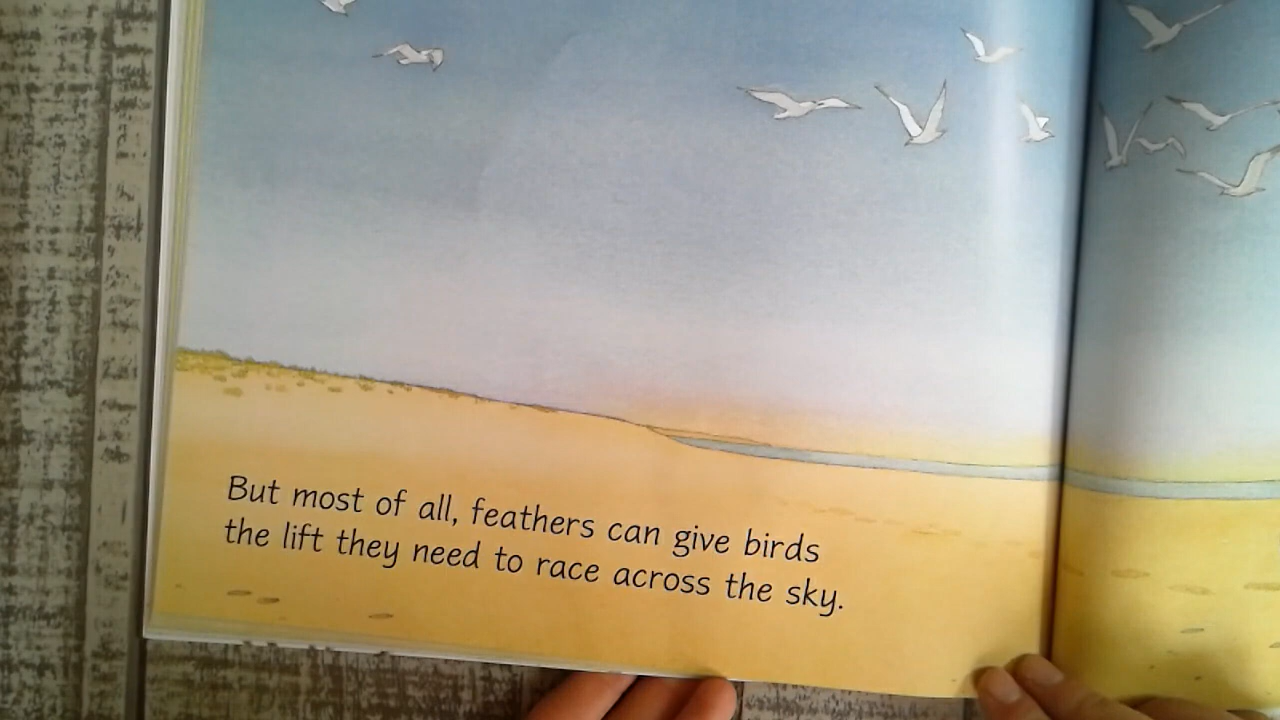 But most of all, feathers can give birds
the lift they need to race across the sky.